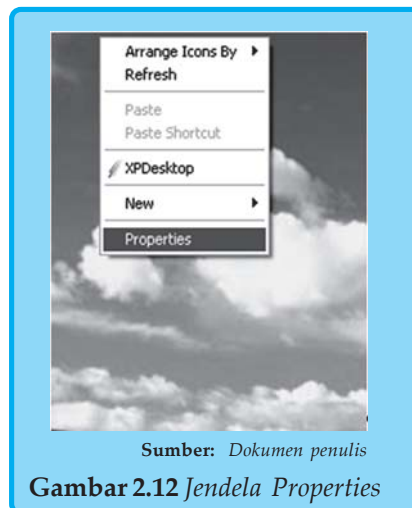 Arrange Icons By
Refresh
Paste
Paste Shortcut
XPDesktop
New
Properties
Sumber: Dokumen penulis
Gambar 2.12 Jendela Properties